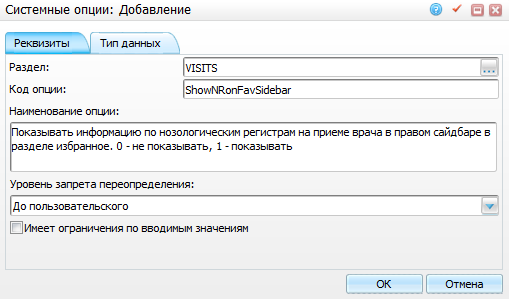 Системные опции: Добавление
Реквизиты
Тип данных
Раздел:
VISITS
...
Код опции:
ShowNRonFavSidebar
Наименование опции:
Показывать информацию по нозологическим регистрам на приеме врача в правом сайдбаре в
разделе избранное. 0 - не показывать, 1 - показывать
Уровень запрета переопределения:
До пользовательского
Имеет ограничения по вводимым значениям
ОК
Отмена